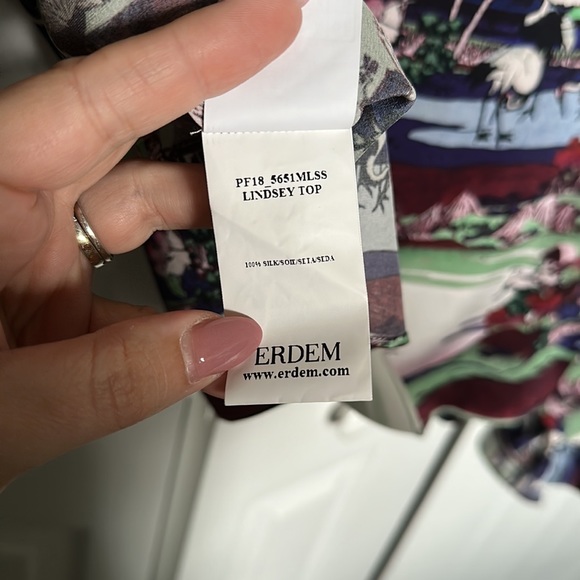 PF18_5651MLSS
LINDSEY TOP
100% SILK/SOIE/SETA/SEDA
ERDEM
www.erdem.com